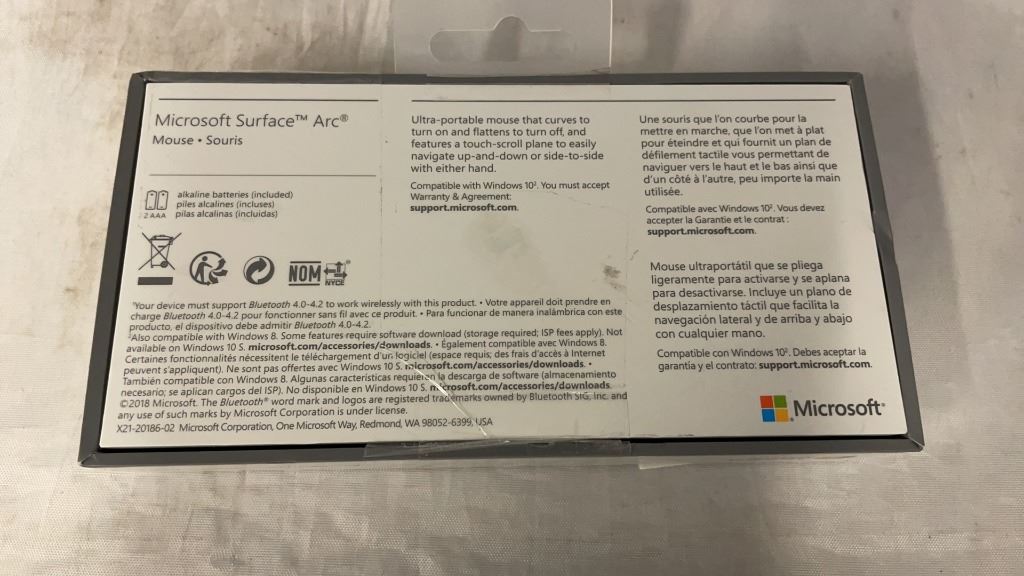 Microsoft Surface™ Arc®
Mouse • Souris
2 AAA
alkaline batteries (included)
piles alcalines (incluses)
pilas alcalinas (incluidas)
NOM
NYCE
¹Your device must support Bluetooth 4.0-4.2 to work wirelessly with this product. • Votre appareil doit prendre en
charge Bluetooth 4.0-4.2 pour fonctionner sans fil avec ce produit. • Para funcionar de manera inalámbrica con este
producto, el dispositivo debe admitir Bluetooth 4.0-4.2.
²Also compatible with Windows 8. Some features require software download (storage required; ISP fees apply). Not
available on Windows 10 S. microsoft.com/accessories/downloads. • Également compatible avec Windows 8.
Certaines fonctionnalités nécessitent le téléchargement d'un logiciel (espace requis; des frais d'accès à Internet
peuvent s'appliquent). Ne sont pas offertes avec Windows 10 S. microsoft.com/accessories/downloads. •
También compatible con Windows 8. Algunas características requieren la descarga de software (almacenamiento
necesario; se aplican cargos del ISP). No disponible en Windows 10 S. microsoft.com/accessories/downloads.
©2018 Microsoft. The Bluetooth® word mark and logos are registered trademarks owned by Bluetooth SIG, Inc. and
any use of such marks by Microsoft Corporation is under license.
X21-20186-02 Microsoft Corporation, One Microsoft Way, Redmond, WA 98052-6399, USA
Ultra-portable mouse that curves to
turn on and flattens to turn off, and
features a touch-scroll plane to easily
navigate up-and-down or side-to-side
with either hand.
Compatible with Windows 10². You must accept
Warranty & Agreement:
support.microsoft.com.
Une souris que l'on courbe pour la
mettre en marche, que l'on met à plat
pour éteindre et qui fournit un plan de
défilement tactile vous permettant de
naviguer vers le haut et le bas ainsi que
d'un côté à l'autre, peu importe la main
utilisée.
Compatible avec Windows 10². Vous devez
accepter la Garantie et le contrat :
support.microsoft.com.
Mouse ultraportátil que se pliega
ligeramente para activarse y se aplana
para desactivarse. Incluye un plano de
desplazamiento táctil que facilita la
navegación lateral y de arriba y abajo
con cualquier mano.
Compatible con Windows 10². Debes aceptar la
garantía y el contrato: support.microsoft.com.
Microsoft®